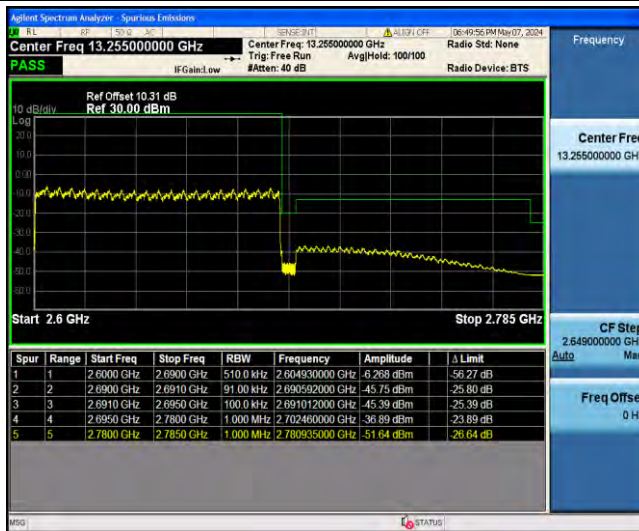 Agilent Spectrum Analyzer - Spurious Emissions
RL RF 50 Ω AC SENSE:INT ALIGN OFF 06:49:56 PM May 07, 2024
Center Freq 13.255000000 GHz
Center Freq: 13.255000000 GHz
Radio Std: None
Trig: Free Run Avg|Hold: 100/100
PASS
IFGain:Low
#Atten: 40 dB
Radio Device: BTS
Frequency
Ref Offset 10.31 dB
10 dB/div Ref 30.00 dBm
Log
20.0
10.0
0.00
-10.0
-20.0
-30.0
-40.0
-50.0
-60.0
Start 2.6 GHz Stop 2.785 GHz
Center Fre
13.255000000 GH
CF Step
2.649000000 GH
Auto Ma
Freq Offse
0 H
Spur Range Start Freq Stop Freq RBW Frequency Amplitude Δ Limit
1 1 2.6000 GHz 2.6900 GHz 510.0 kHz 2.604930000 GHz -6.268 dBm -56.27 dB
2 2 2.6900 GHz 2.6910 GHz 91.00 kHz 2.690592000 GHz -45.75 dBm -25.80 dB
3 3 2.6910 GHz 2.6950 GHz 100.0 kHz 2.691012000 GHz -45.39 dBm -25.39 dB
4 4 2.6950 GHz 2.7800 GHz 1.000 MHz 2.702460000 GHz -36.89 dBm -23.89 dB
5 5 2.7800 GHz 2.7850 GHz 1.000 MHz 2.780935000 GHz -51.64 dBm -26.64 dB
MSG STATUS